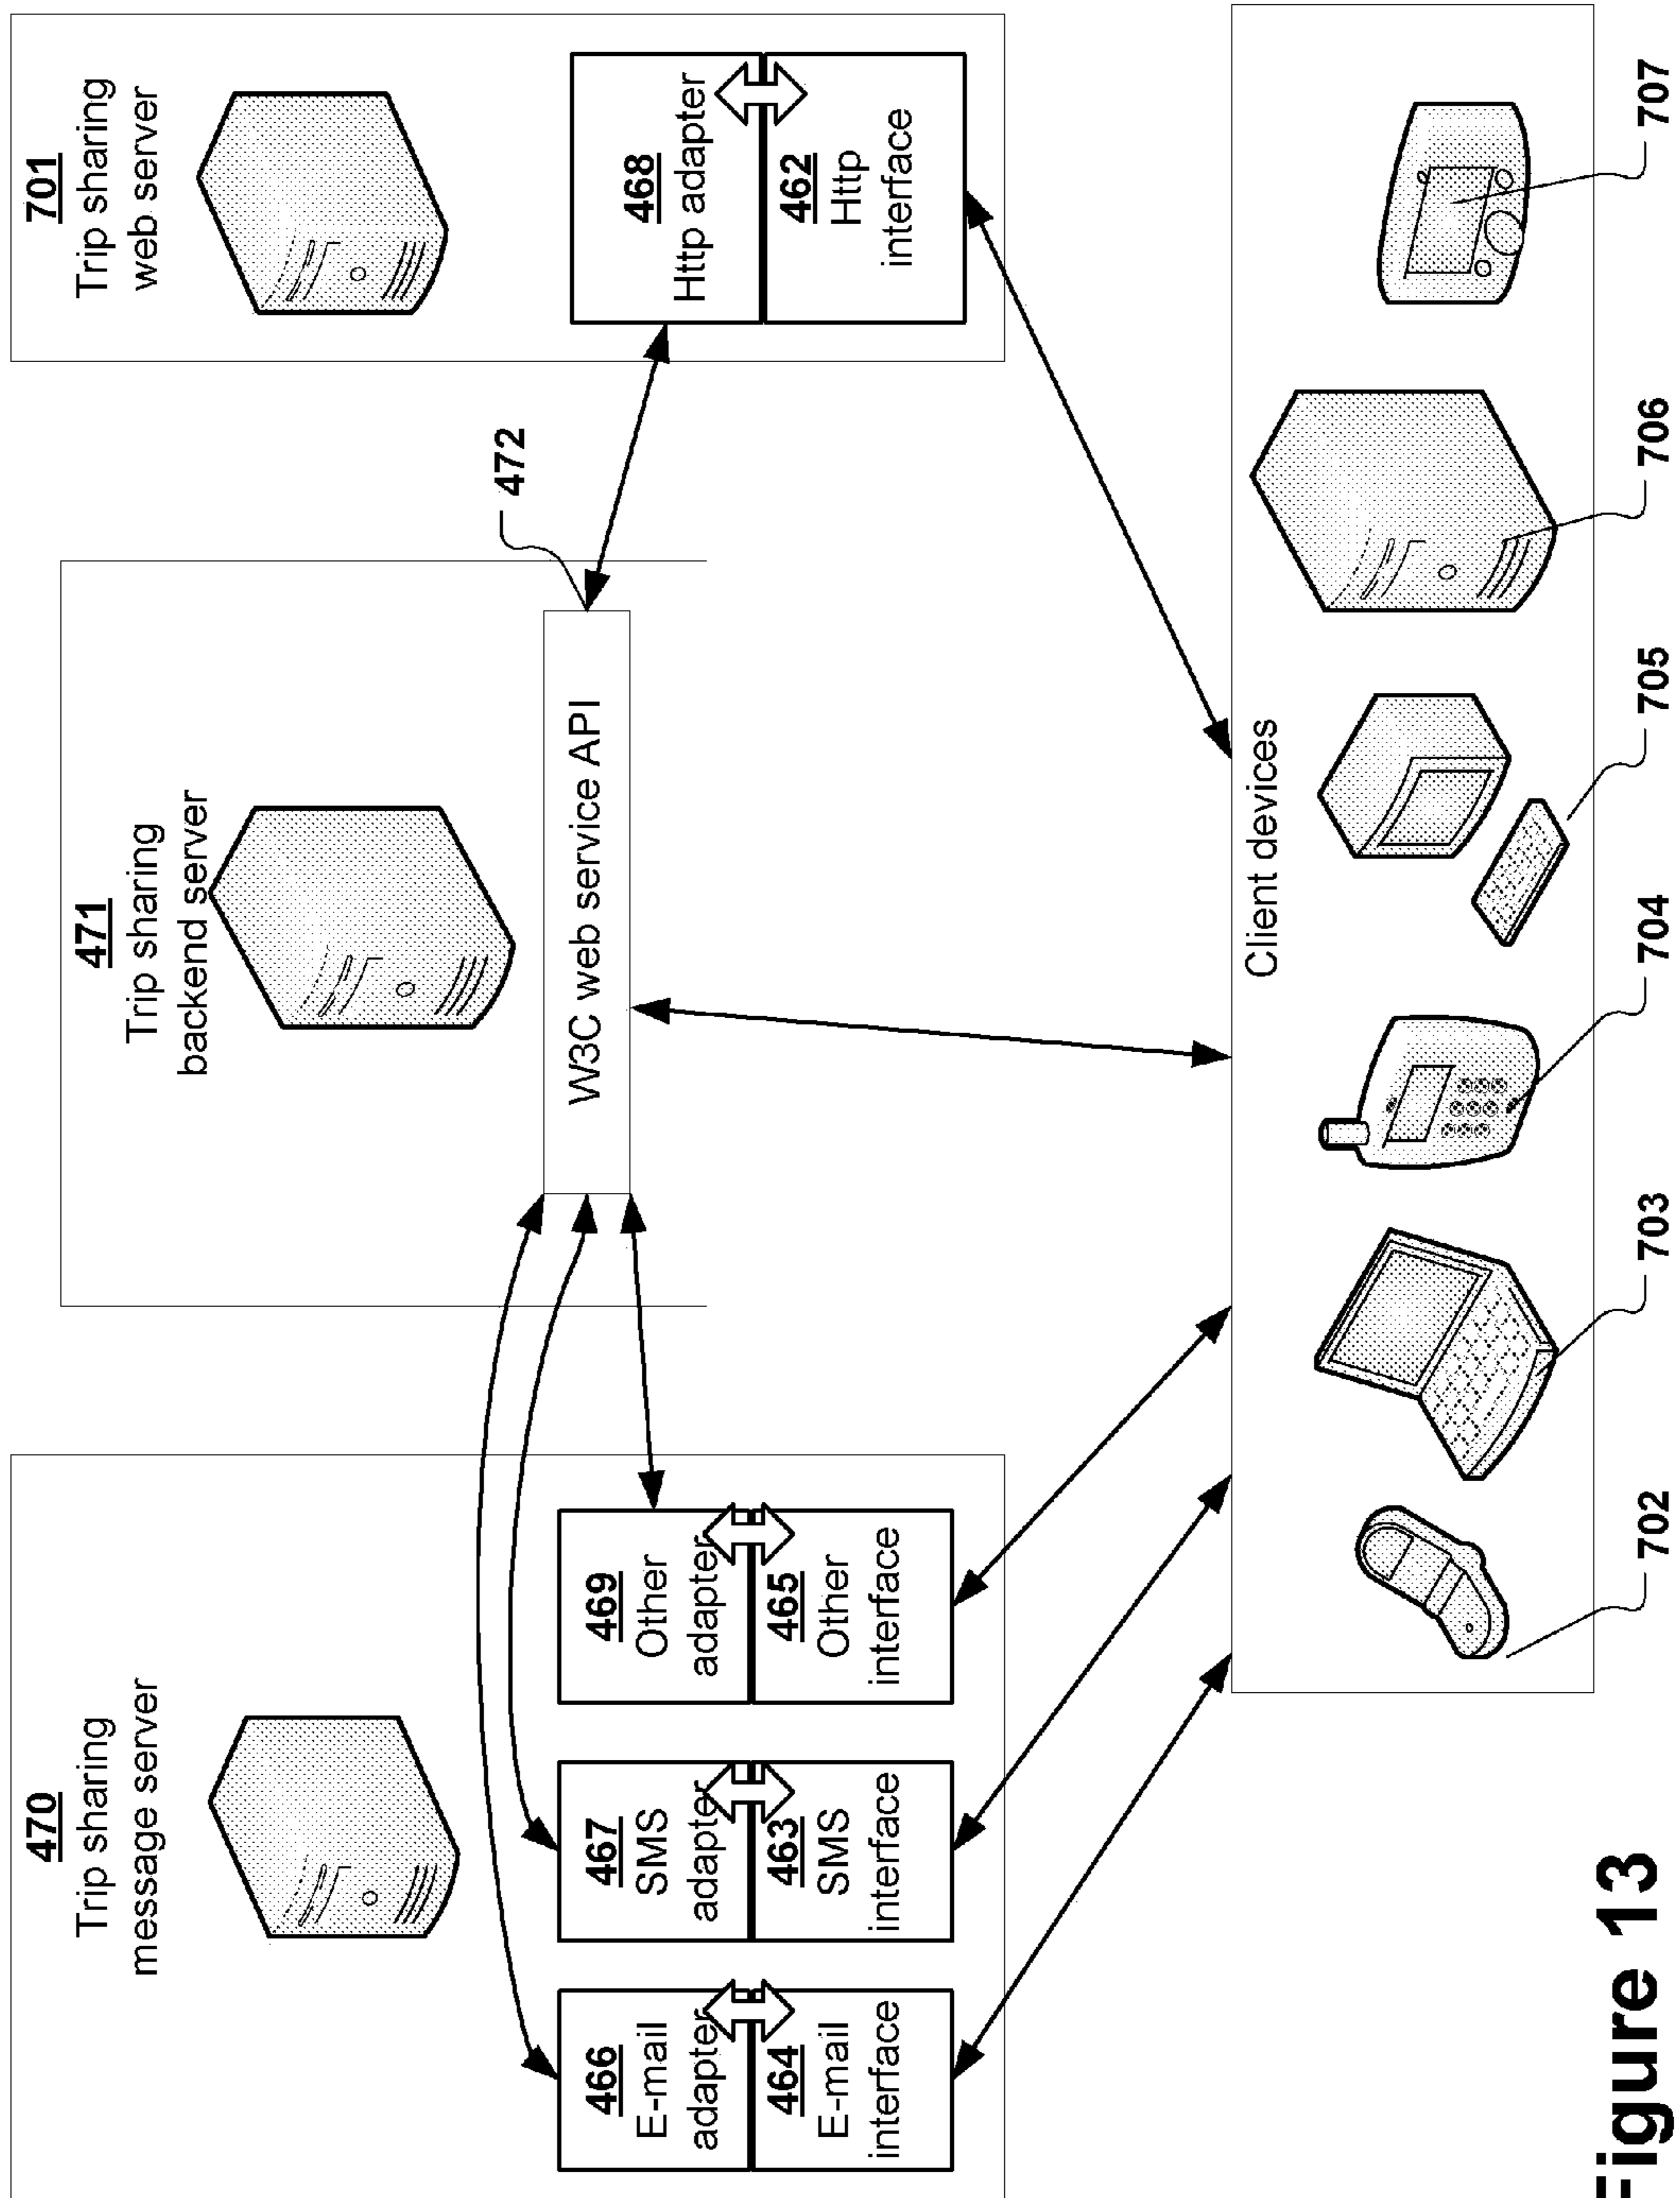 470
Trip sharing
message server
466
E-mail
adapter
464
E-mail
interface
467
SMS
adapter
463
SMS
interface
469
Other
adapter
465
Other
interface
471
Trip sharing
backend server
W3C web service API
472
701
Trip sharing
web server
468
Http adapter
462
Http
interface
Client devices
702
703
704
705
706
707
Figure 13